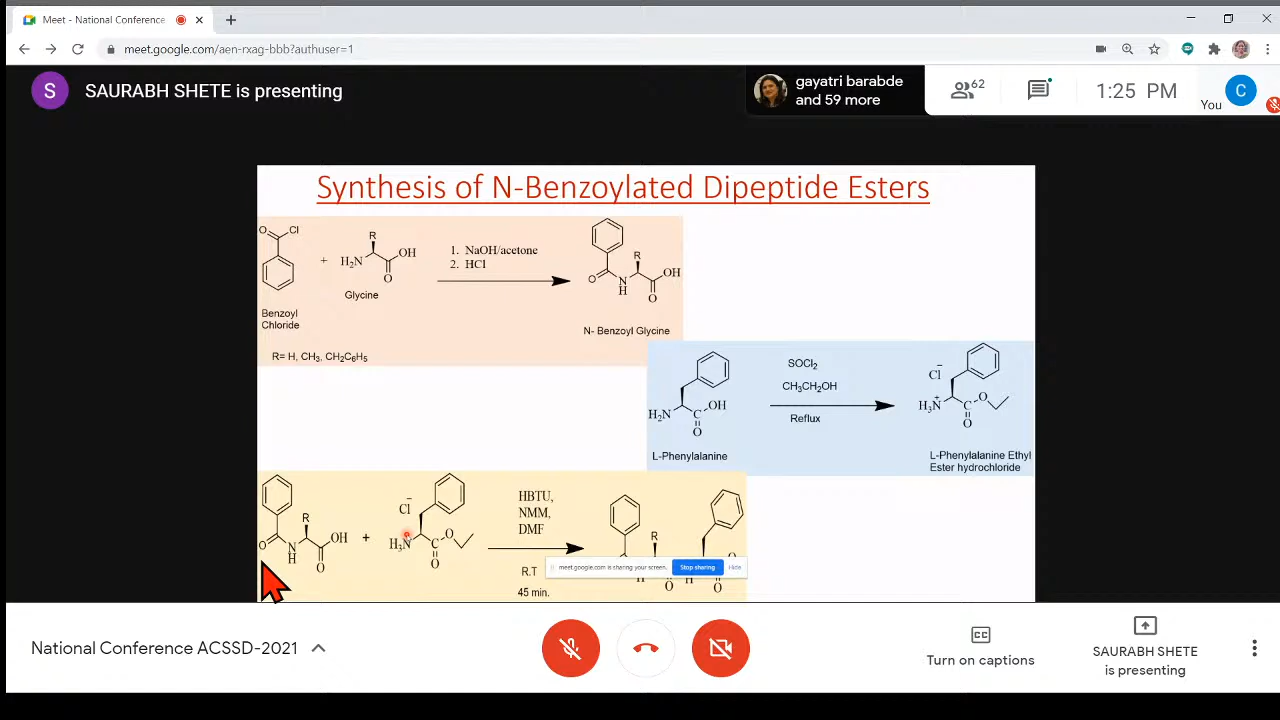 Meet - National Conference
meet.google.com/aen-rxag-bbb?authuser=1
S
SAURABH SHETE is presenting
gayatri barabde
and 59 more
62
1:25 PM
You
C
Synthesis of N-Benzoylated Dipeptide Esters
O
Cl
+
H₂N
R
OH
O
1. NaOH/acetone
2. HCl
R
O
N
H
OH
O
Benzoyl
Chloride
Glycine
N- Benzoyl Glycine
R= H, CH₃, CH₂C₆H₅
H₂N
C
OH
O
SOCl₂
CH₃CH₂OH
Reflux
Cl⁻
H₃N⁺
C
O
O
L-Phenylalanine
L-Phenylalanine Ethyl
Ester hydrochloride
O
N
H
R
OH
O
+
Cl⁻
H₃N
C
O
O
HBTU,
NMM,
DMF
R.T
45 min.
R
H
O
H
O
meet.google.com is sharing your screen.
Stop sharing
Hide
National Conference ACSSD-2021
CC
Turn on captions
SAURABH SHETE
is presenting